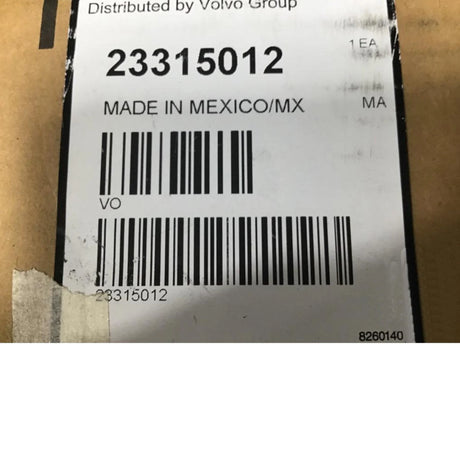 Distributed by Volvo Group
23315012
1 EA
MADE IN MEXICO/MX
MA
VO
23315012
8260140